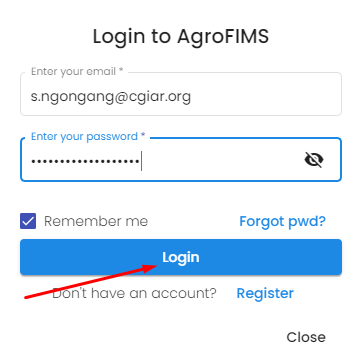 Login to AgroFIMS
Enter your email *
s.ngongang@cgiar.org
Enter your password *
•••••••••••••••••••
Remember me Forgot pwd?
Login
Don't have an account? Register
Close